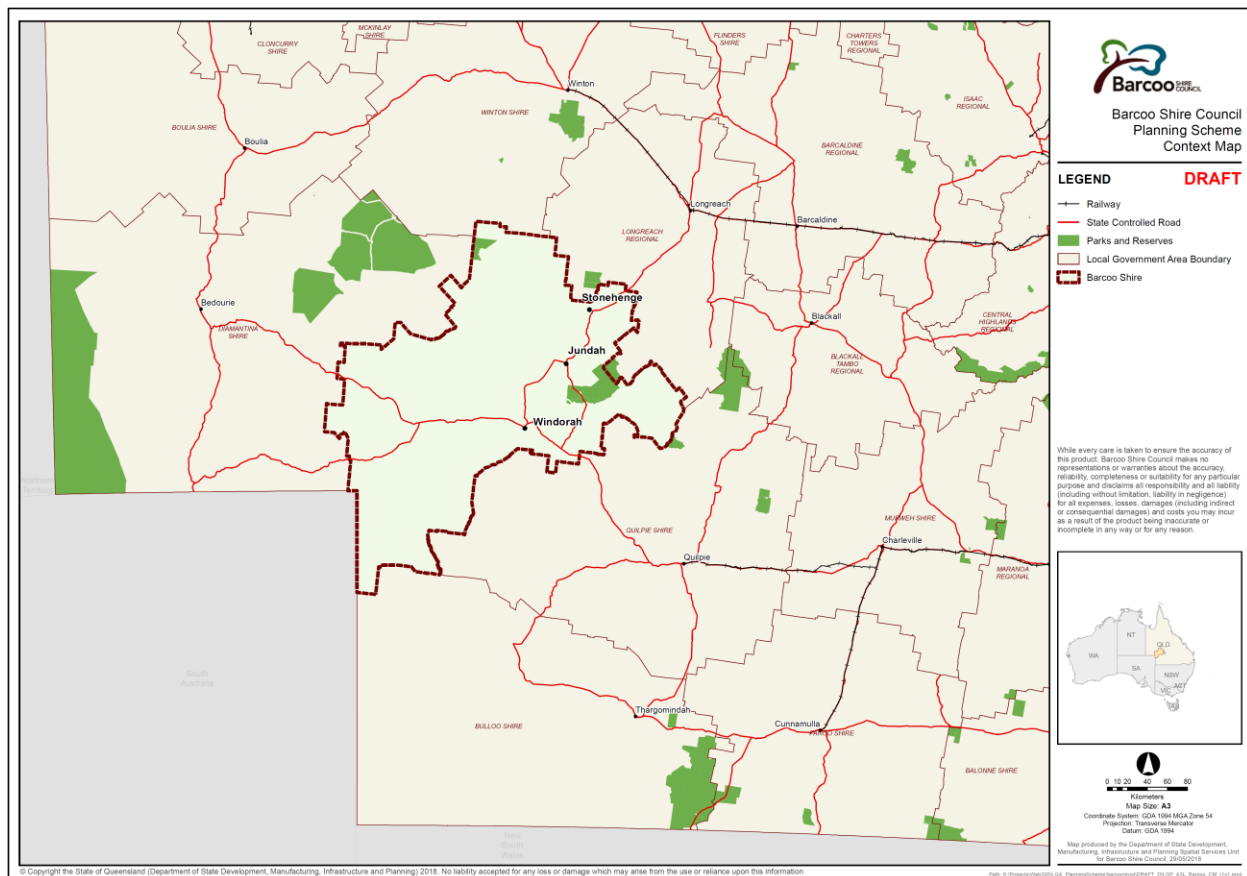 CLONCURRY
SHIRE
MCKINLAY
SHIRE
FLINDERS
SHIRE
CHARTERS
TOWERS
REGIONAL
ISAAC
REGIONAL
Winton
WINTON SHIRE
BOULIA SHIRE
Boulia
BARCALDINE
REGIONAL
Longreach
Barcaldine
LONGREACH
REGIONAL
Stonehenge
Bedourie
DIAMANTINA
SHIRE
Blackall
CENTRAL
HIGHLANDS
REGIONAL
Jundah
BLACKALL
TAMBO
REGIONAL
Windorah
Northern
Territory
QUILPIE SHIRE
MURWEH SHIRE
Charleville
Quilpie
MARANOA
REGIONAL
South
Australia
Thargomindah
BULLOO SHIRE
Cunnamulla
PAROO SHIRE
BALONNE SHIRE
New
South
Wales
Barcoo SHIRE
COUNCIL
Barcoo Shire Council
Planning Scheme
Context Map
LEGEND DRAFT
Railway
State Controlled Road
Parks and Reserves
Local Government Area Boundary
Barcoo Shire
While every care is taken to ensure the accuracy of
this product, Barcoo Shire Council makes no
representations or warranties about the accuracy,
reliability, completeness or suitability for any particular
purpose and disclaims all responsibility and all liability
(including without limitation, liability in negligence)
for all expenses, losses, damages (including indirect
or consequential damages) and costs you may incur
as a result of the product being inaccurate or
incomplete in any way or for any reason.
NT
QLD
WA
SA
NSW
ACT
VIC
0 10 20 40 60 80
Kilometers
Map Size: A3
Coordinate System: GDA 1994 MGA Zone 54
Projection: Transverse Mercator
Datum: GDA 1994
Map produced by the Department of State Development,
Manufacturing, Infrastructure and Planning Spatial Services Unit
for Barcoo Shire Council, 29/05/2018
© Copyright the State of Queensland (Department of State Development, Manufacturing, Infrastructure and Planning) 2018. No liability accepted for any loss or damage which may arise from the use or reliance upon this information